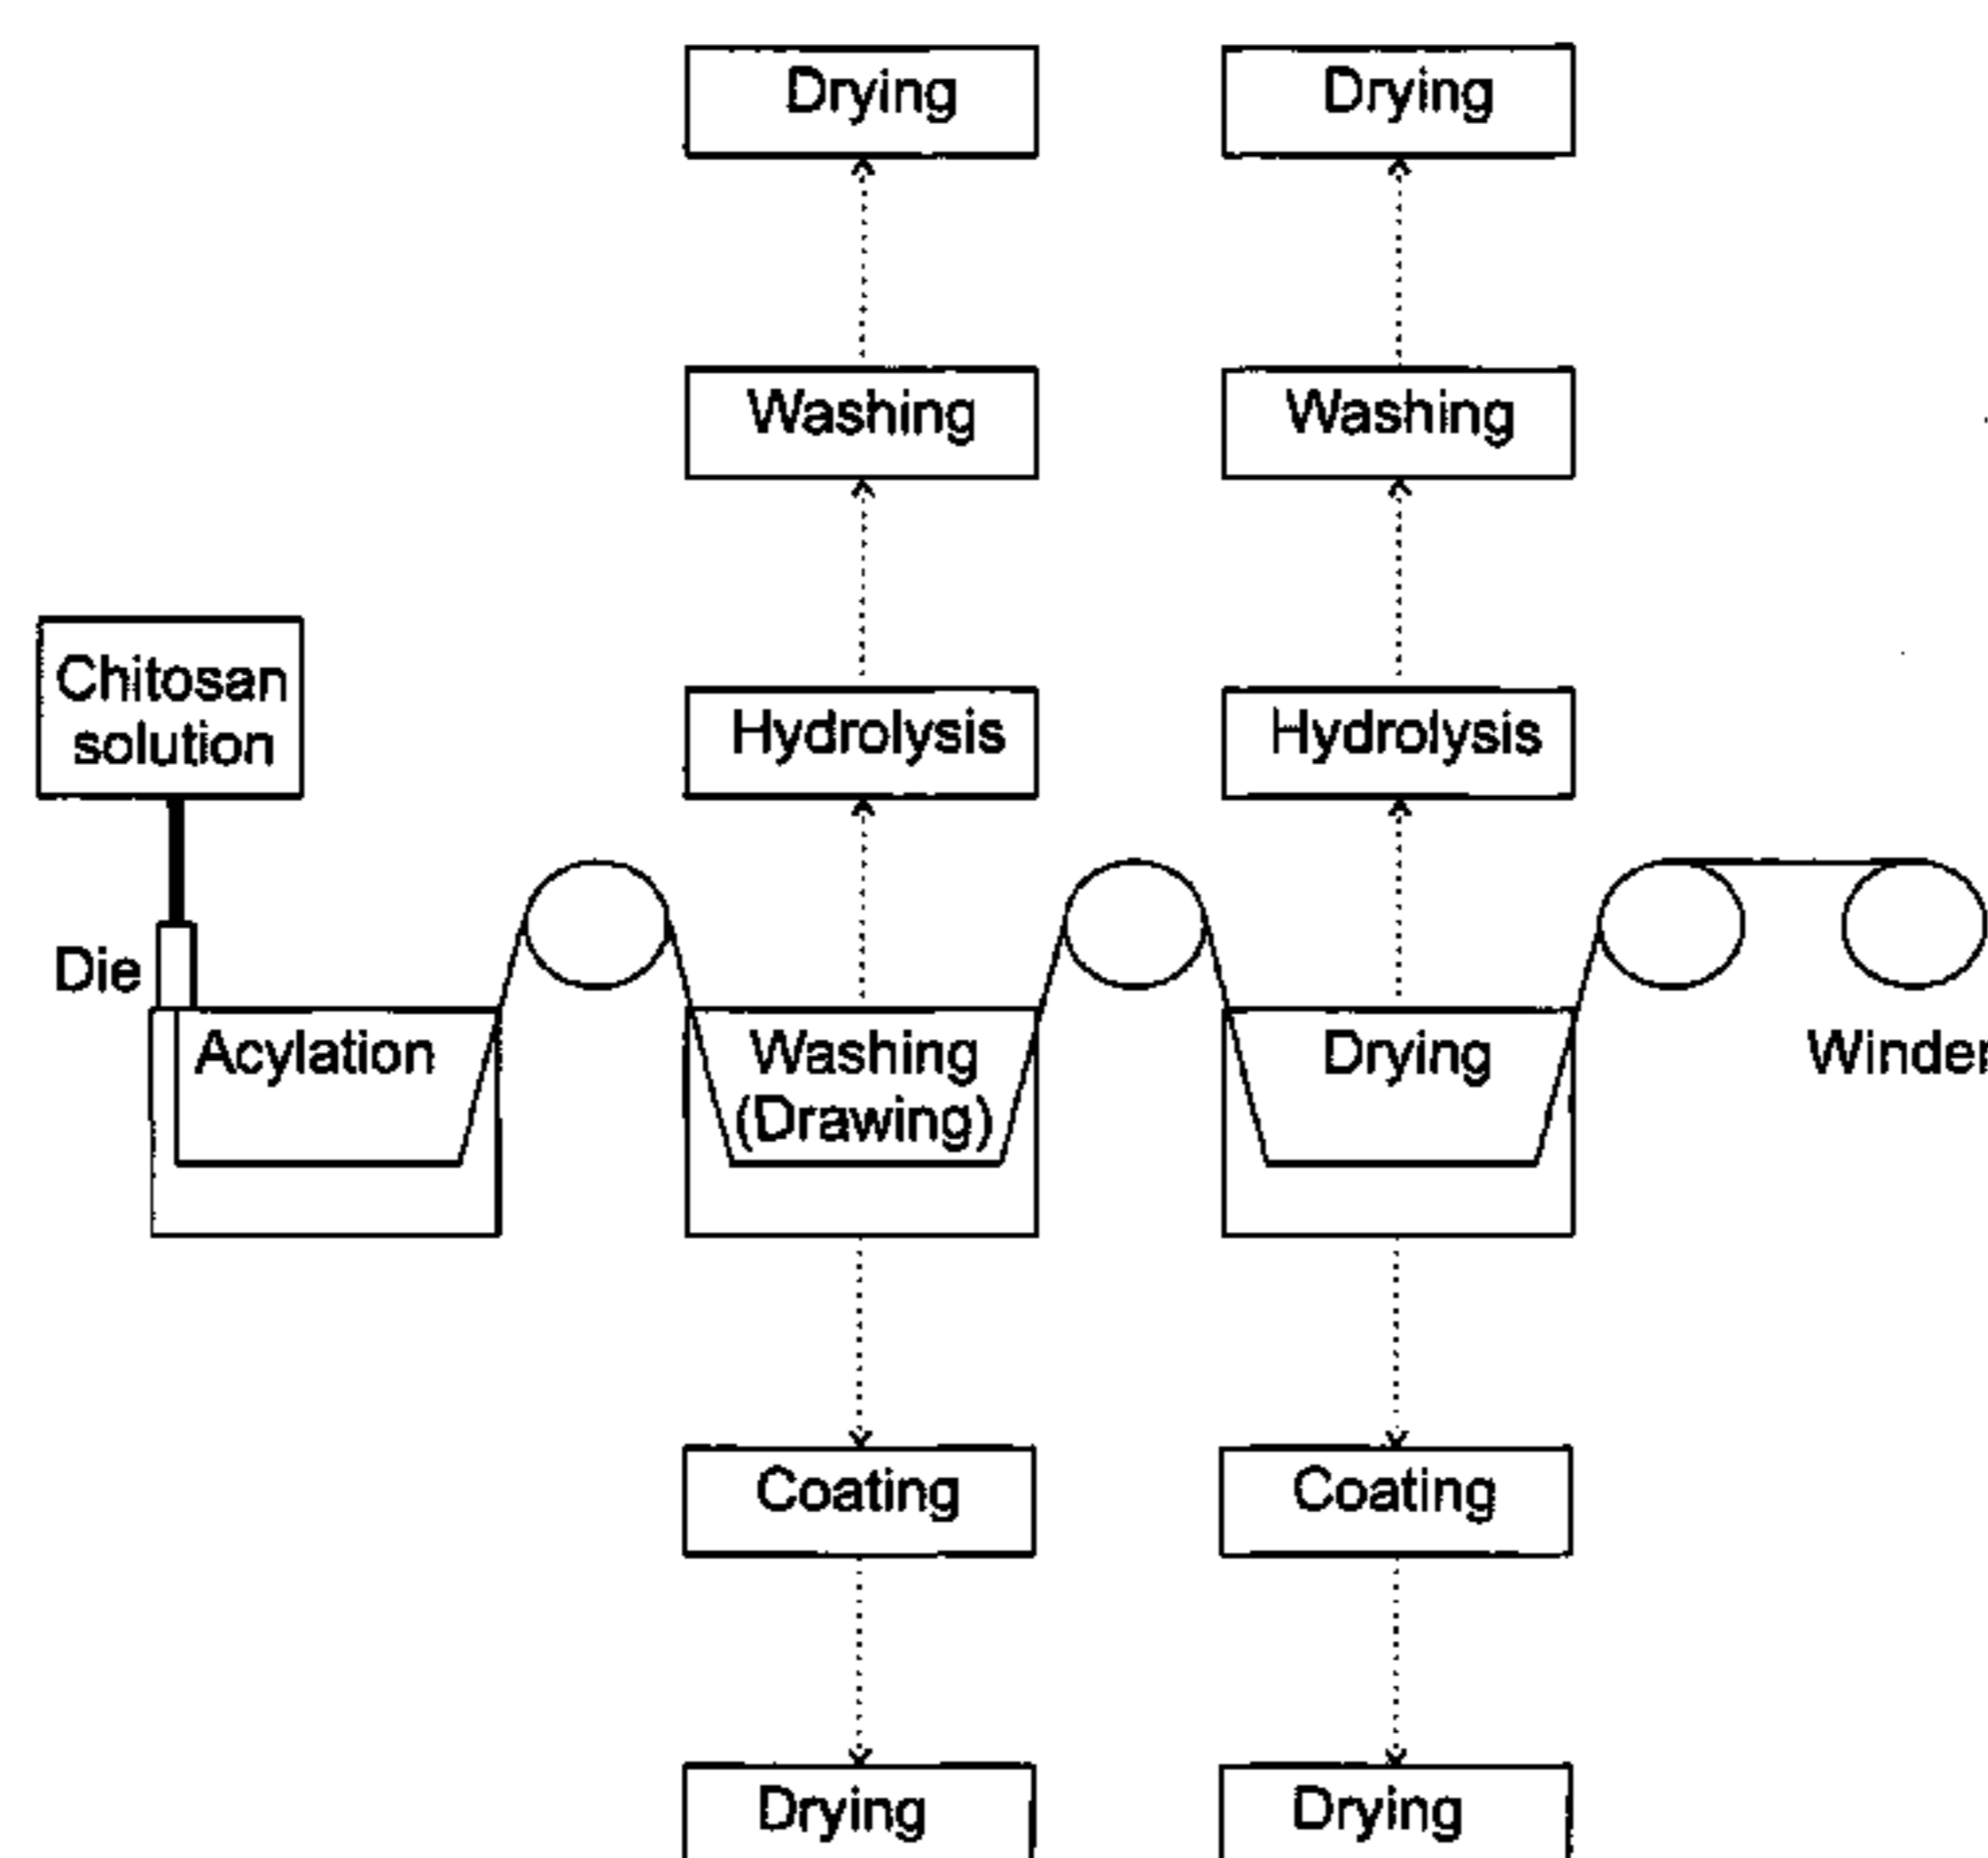 Drying
Drying
Washing
Washing
Chitosan
solution
Hydrolysis
Hydrolysis
Die
Acylation
Washing
(Drawing)
Drying
Winder
Coating
Coating
Drying
Drying